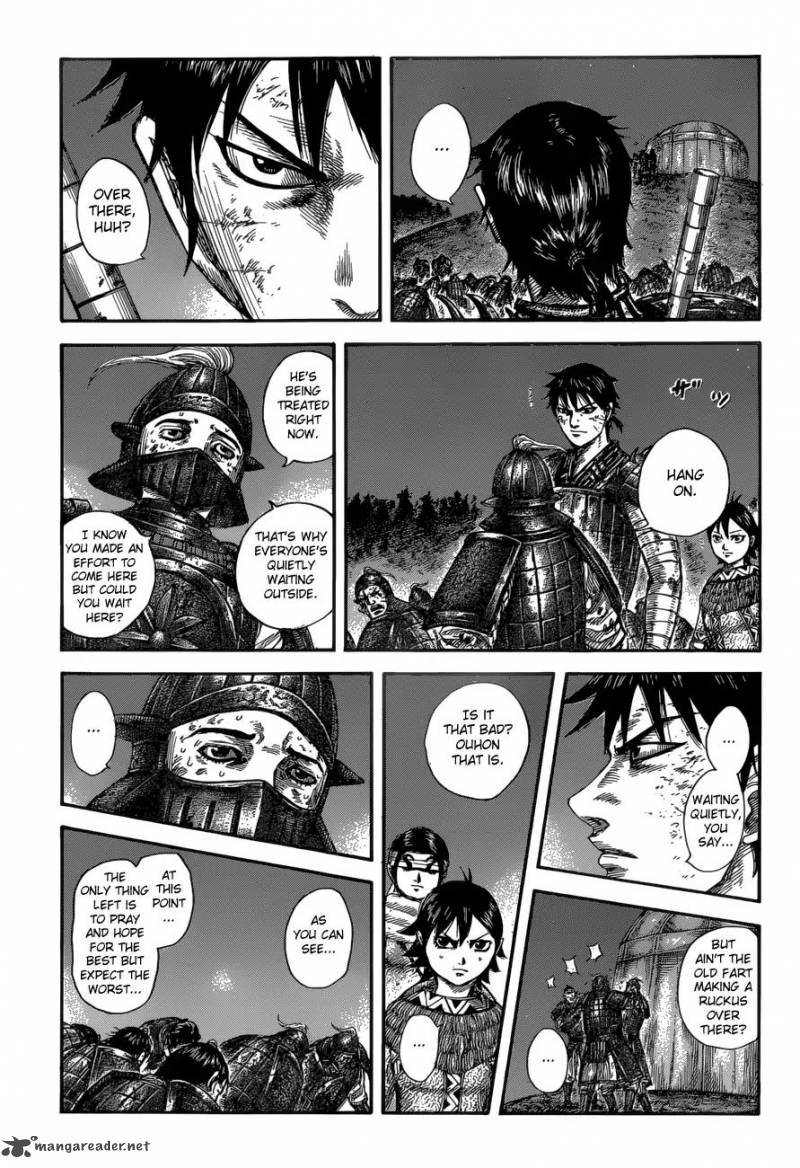 ...
OVER
THERE,
HUH?
ザッ
HANG
ON.
HE'S
BEING
TREATED
RIGHT
NOW.
THAT'S WHY
EVERYONE'S
QUIETLY
WAITING
OUTSIDE.
I KNOW
YOU MADE AN
EFFORT TO
COME HERE
BUT COULD
YOU WAIT
HERE?
...
WAITING
QUIETLY,
YOU
SAY...
IS IT
THAT BAD?
OUHON
THAT IS.
...
...
BUT
AIN'T THE
OLD FART
MAKING A
RUCKUS
OVER
THERE?
...
AS
YOU CAN
SEE...
AT
THIS
POINT
...
THE
ONLY THING
LEFT IS
TO PRAY
AND HOPE
FOR THE
BEST BUT
EXPECT THE
WORST...
mangareader.net